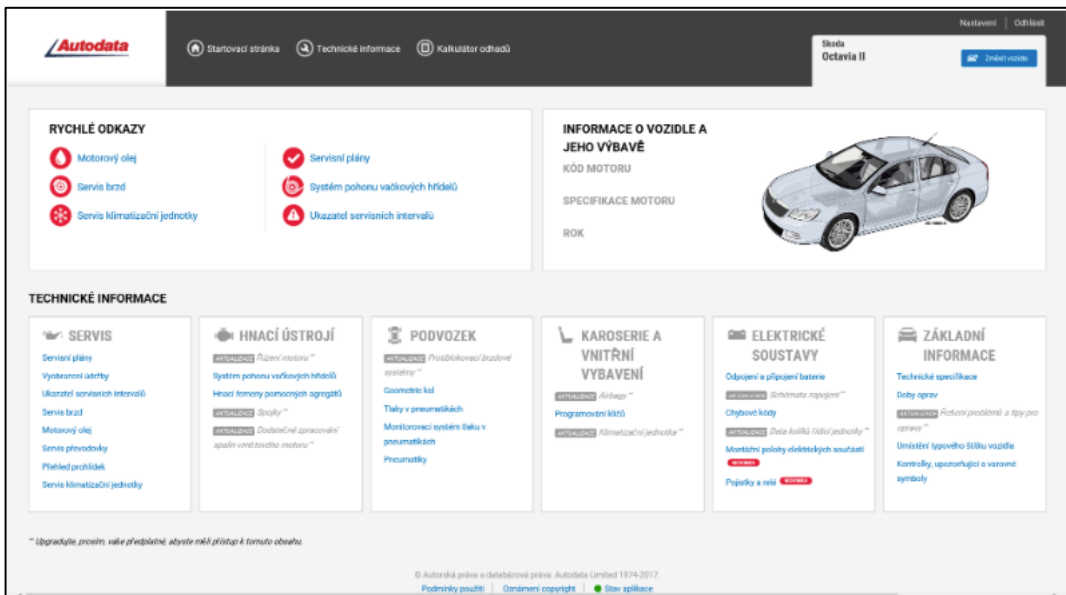 Nastavení | Odhlásit
Autodata
Startovací stránka
Technické informace
Kalkulátor odhadů
Skoda
Octavia II
Změnit vozidlo
RYCHLÉ ODKAZY
Motorový olej
Servis brzd
Servis klimatizační jednotky
Servisní plány
Systém pohonu vačkových hřídelů
Ukazatel servisních intervalů
INFORMACE O VOZIDLE A
JEHO VÝBAVĚ
KÓD MOTORU
SPECIFIKACE MOTORU
ROK
TECHNICKÉ INFORMACE
SERVIS
Servisní plány
Vyobrazení údržby
Ukazatel servisních intervalů
Servis brzd
Motorový olej
Servis převodovky
Přehled prohlídek
Servis klimatizační jednotky
HNACÍ ÚSTROJÍ
AKTUALIZACE Řízení motoru **
Systém pohonu vačkových hřídelů
Hnací řemeny pomocných agregátů
AKTUALIZACE Spojky **
AKTUALIZACE Dodatečné zpracování
spalin vznětového motoru **
PODVOZEK
AKTUALIZACE Protiblokovací brzdové
systémy **
Geometrie kol
Tlaky v pneumatikách
Monitorovací systém tlaku v
pneumatikách
Pneumatiky
KAROSERIE A
VNITŘNÍ
VYBAVENÍ
AKTUALIZACE Airbagy **
Programování klíčů
AKTUALIZACE Klimatizační jednotka **
ELEKTRICKÉ
SOUSTAVY
Odpojení a připojení baterie
AKTUALIZACE Schémata zapojení **
Chybové kódy
AKTUALIZACE Data kolíků řídicí jednotky **
Montážní polohy elektrických součástí
NOVINKA
Pojistky a relé NOVINKA
ZÁKLADNÍ
INFORMACE
Technické specifikace
Doby oprav
AKTUALIZACE Řešení problémů a tipy pro
opravy **
Umístění typového štítku vozidla
Kontrolky, upozorňující a varovné
symboly
** Upgradujte, prosím, vaše předplatné, abyste měli přístup k tomuto obsahu.
© Autorská práva a databázová práva: Autodata Limited 1974-2017.
Podmínky použití | Oznámení copyright | Stav aplikace